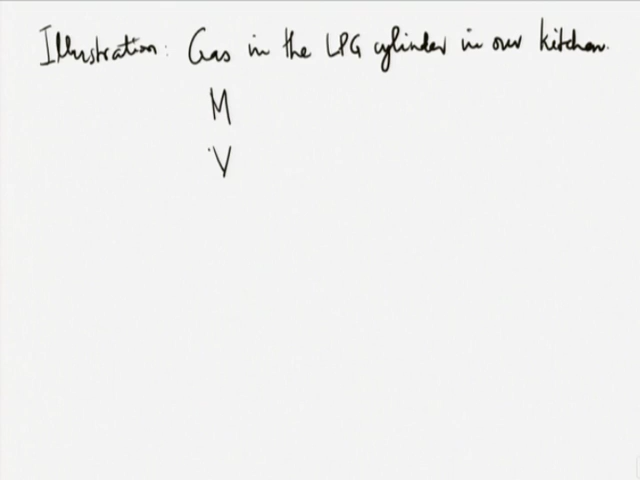 Illustration: Gas in the LPG cylinder in our kitchen.
M
V